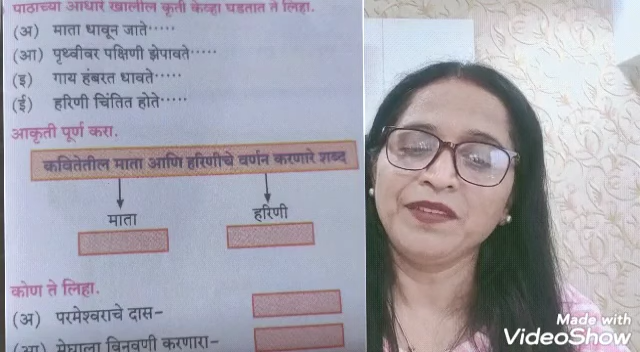 पाठाच्या आधारे खालील कृती केव्हा घडतात ते लिहा.
(अ) माता धावून जाते·····
(आ) पृथ्वीवर पक्षिणी झेपावते·····
(इ) गाय हंबरत धावते·····
(ई) हरिणी चिंतित होते·····
आकृती पूर्ण करा.
कवितेतील माता आणि हरिणीचे वर्णन करणारे शब्द
माता
हरिणी
कोण ते लिहा.
(अ) परमेश्वराचे दास-
(आ) मेघाला विनवणी करणारा-
Made with
VideoShow